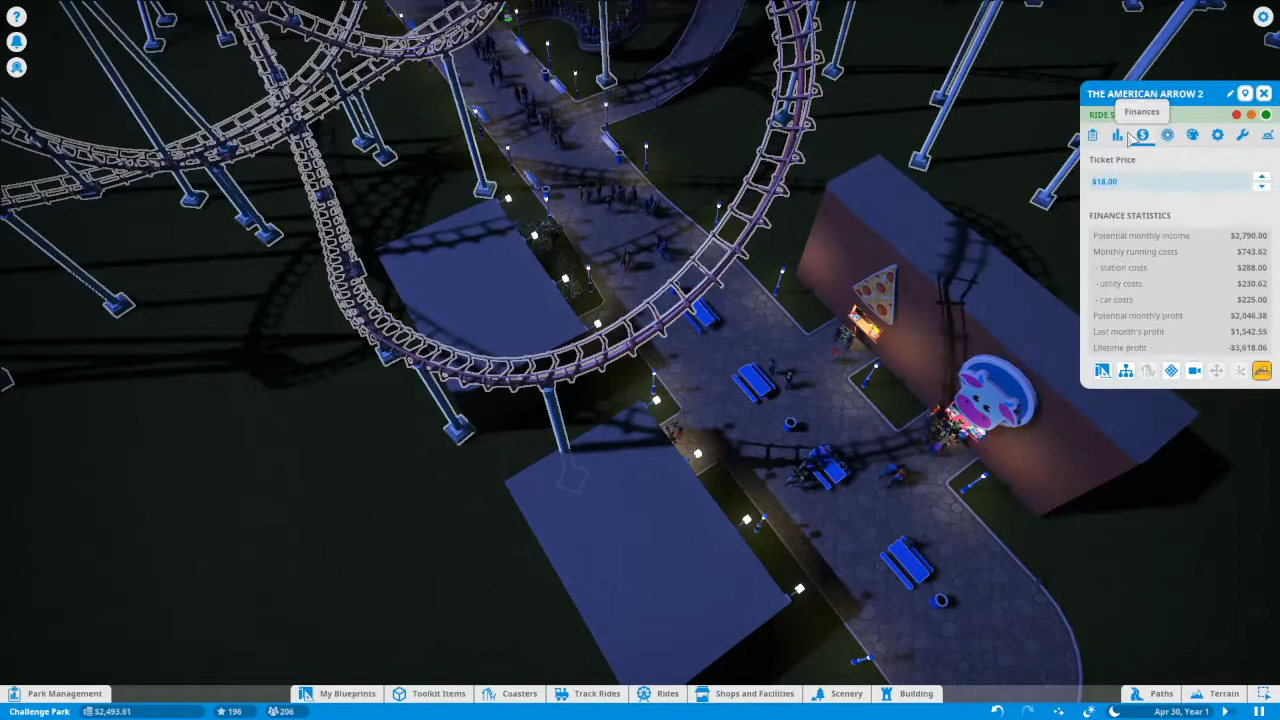 THE AMERICAN ARROW 2
RIDE S
Finances
Ticket Price
$18.00
FINANCE STATISTICS
Potential monthly income $2,790.00
Monthly running costs $743.62
- station costs $288.00
- utility costs $230.62
- car costs $225.00
Potential monthly profit $2,046.38
Last month's profit $1,542.55
Lifetime profit -$3,618.06
Park Management
My Blueprints
Toolkit Items
Coasters
Track Rides
Rides
Shops and Facilities
Scenery
Building
Paths
Terrain
Challenge Park
$2,493.61
196
206
Apr 30, Year 1